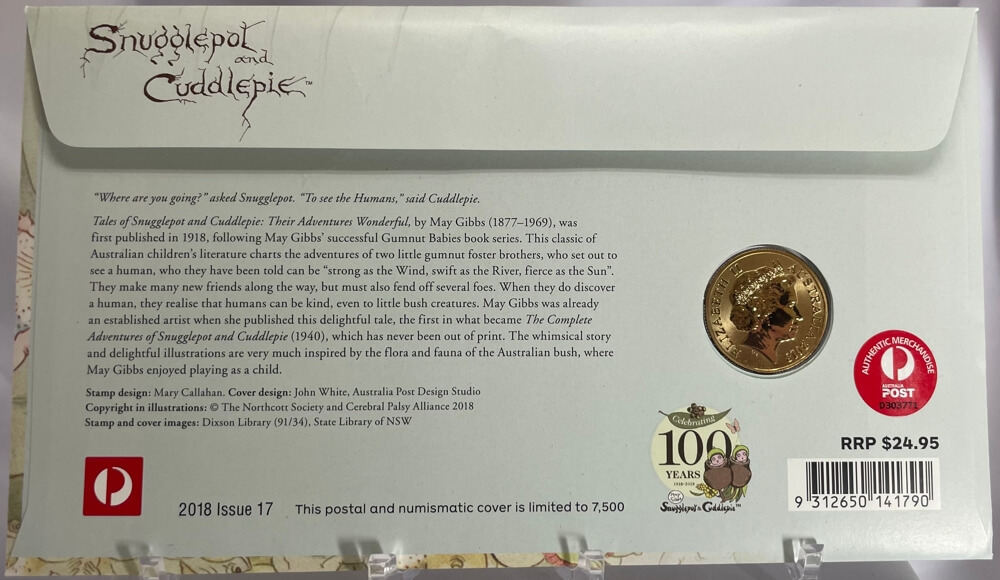 Snugglepot
and
Cuddlepie™
"Where are you going?" asked Snugglepot. "To see the Humans," said Cuddlepie.
Tales of Snugglepot and Cuddlepie: Their Adventures Wonderful, by May Gibbs (1877–1969), was
first published in 1918, following May Gibbs' successful Gumnut Babies book series. This classic of
Australian children's literature charts the adventures of two little gumnut foster brothers, who set out to
see a human, who they have been told can be "strong as the Wind, swift as the River, fierce as the Sun".
They make many new friends along the way, but must also fend off several foes. When they do discover
a human, they realise that humans can be kind, even to little bush creatures. May Gibbs was already
an established artist when she published this delightful tale, the first in what became The Complete
Adventures of Snugglepot and Cuddlepie (1940), which has never been out of print. The whimsical story
and delightful illustrations are very much inspired by the flora and fauna of the Australian bush, where
May Gibbs enjoyed playing as a child.
Stamp design: Mary Callahan. Cover design: John White, Australia Post Design Studio
Copyright in illustrations: © The Northcott Society and Cerebral Palsy Alliance 2018
Stamp and cover images: Dixson Library (91/34), State Library of NSW
2018 Issue 17
This postal and numismatic cover is limited to 7,500
ELIZABETH II AUSTRALIA 2018
AUTHENTIC MERCHANDISE
AUSTRALIA
POST
0303771
Celebrating
100
YEARS
1918-2018
Snugglepot & Cuddlepie™
RRP $24.95
9 312650 141790